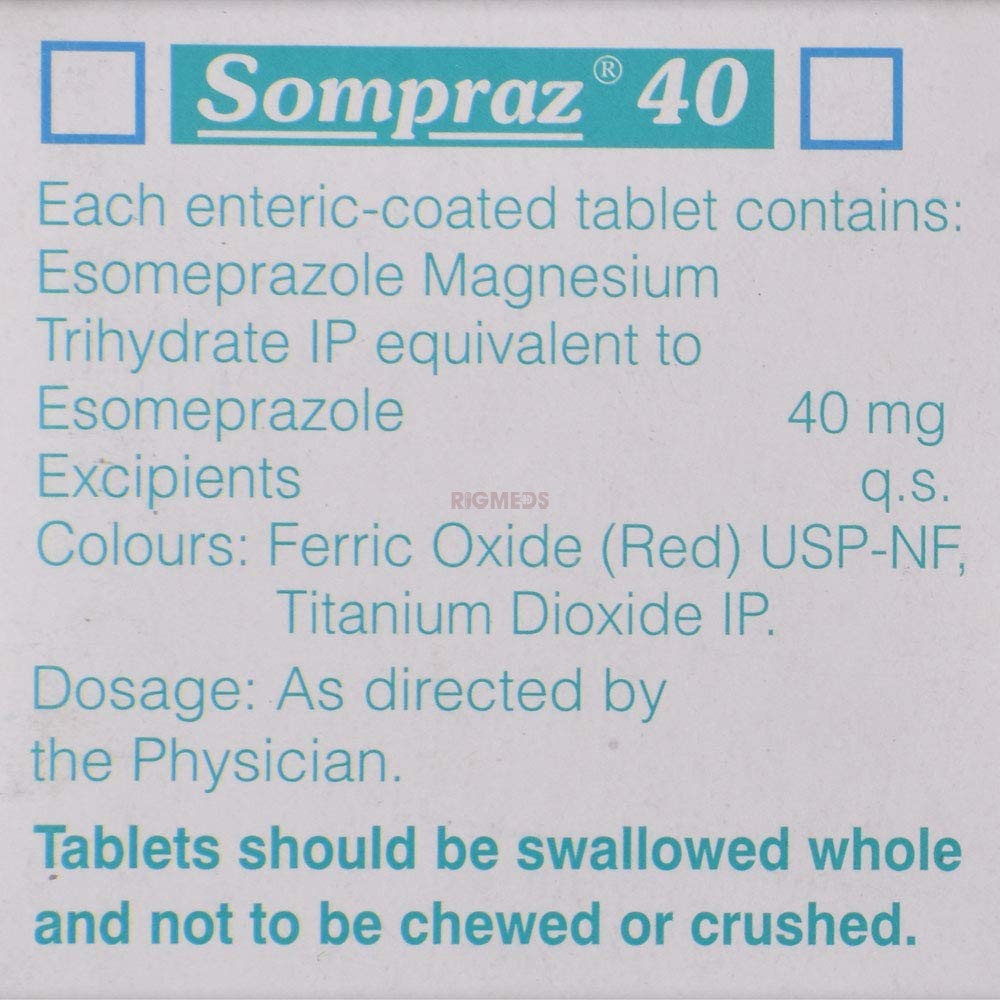 Sompraz® 40
Each enteric-coated tablet contains:
Esomeprazole Magnesium
Trihydrate IP equivalent to
Esomeprazole 40 mg
Excipients q.s.
RIGMEDS
Colours: Ferric Oxide (Red) USP-NF,
Titanium Dioxide IP.
Dosage: As directed by
the Physician.
Tablets should be swallowed whole
and not to be chewed or crushed.